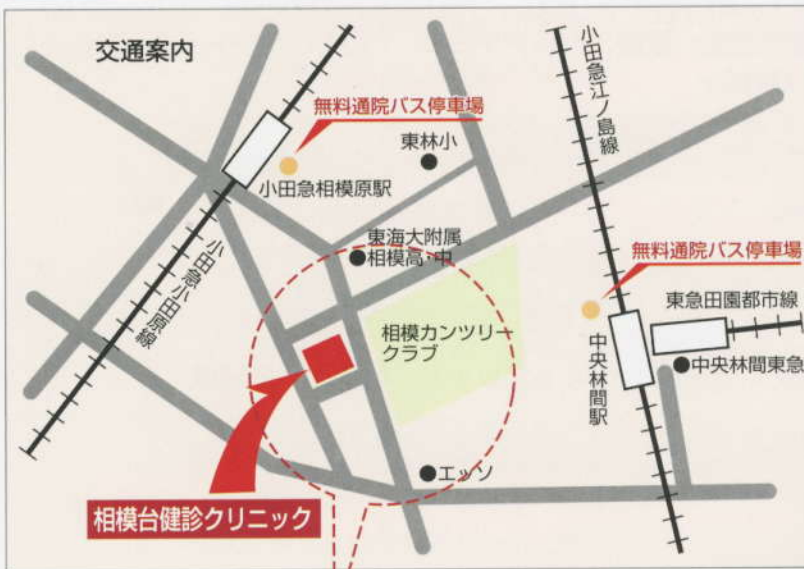 交通案内
無料通院バス停車場
東林小
小田急相模原駅
小田急江ノ島線
東海大附属
相模高・中
無料通院バス停車場
小田急小田原線
東急田園都市線
相模カンツリー
クラブ
中央林間駅
中央林間東急
エッソ
相模台健診クリニック